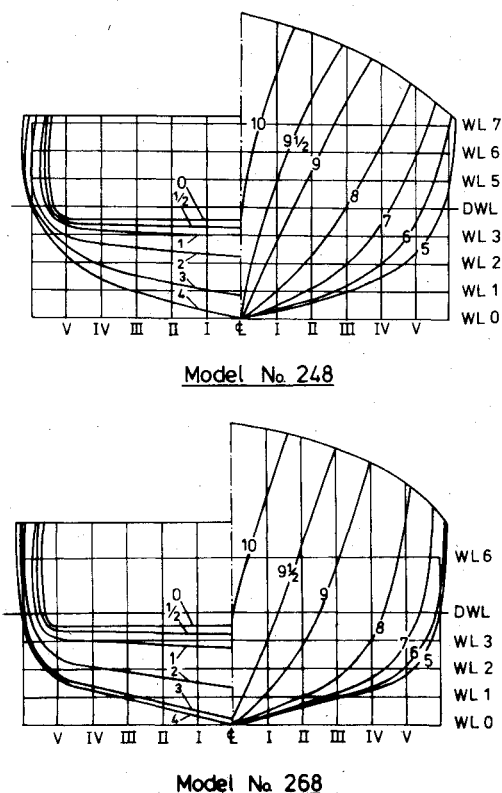 10
9½
9
8
7
6
5
0
½
1
2
3
4
WL 7
WL 6
WL 5
DWL
WL 3
WL 2
WL 1
WL 0
V IV III II I ℄ I II III IV V
Model No. 248
10
9½
9
8
7
6
5
0
½
1
2
3
4
WL 6
DWL
WL 3
WL 2
WL 1
WL 0
V IV III II I ℄ I II III IV V
Model No. 268